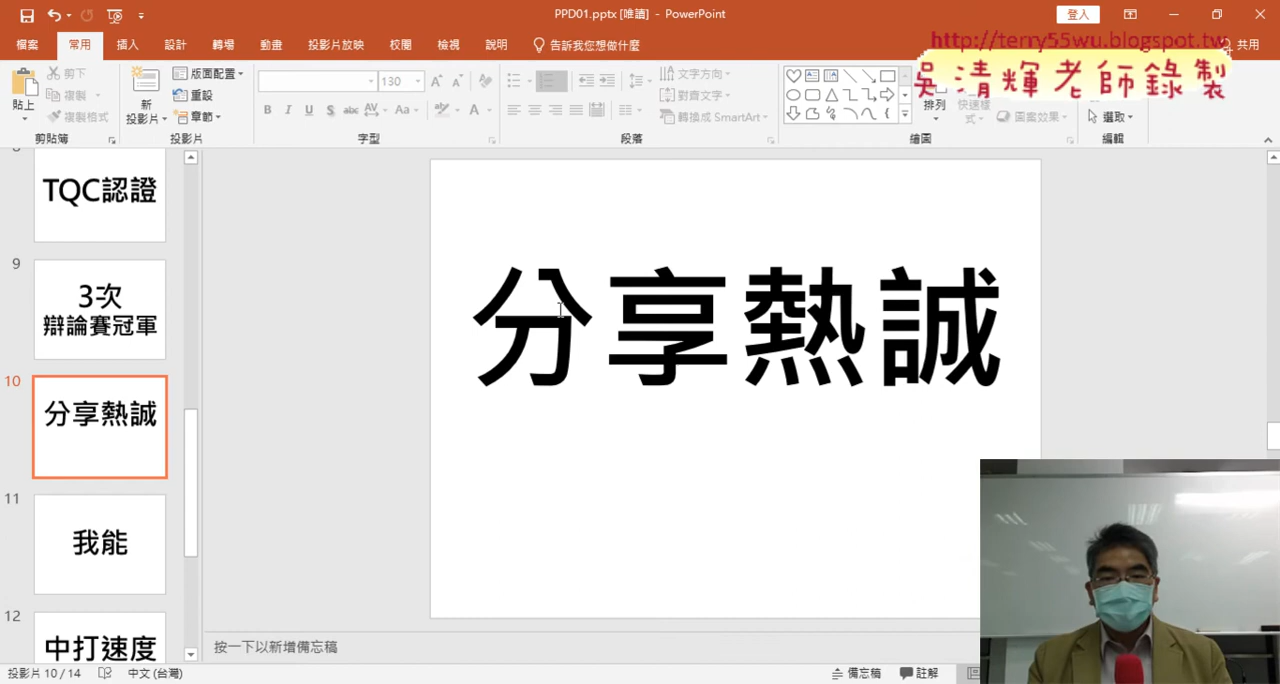 PPD01.pptx [唯讀] - PowerPoint
登入
檔案 常用 插入 設計 轉場 動畫 投影片放映 校閱 檢視 說明 告訴我您想做什麼 共用
http://terry55wu.blogspot.tw
吳清輝老師錄製
貼上
剪下
複製
複製格式
剪貼簿
新
投影片
版面配置
重設
章節
投影片
130
B I U S abc AV Aa A
字型
文字方向
對齊文字
轉換成 SmartArt
段落
排列
快速樣
式
圖案效果
繪圖
選取
編輯
TQC認證
9
3次
辯論賽冠軍
10
分享熱誠
11
我能
12
中打速度
分享熱誠
按一下以新增備忘稿
投影片 10 / 14 中文 (台灣) 備忘稿 註解